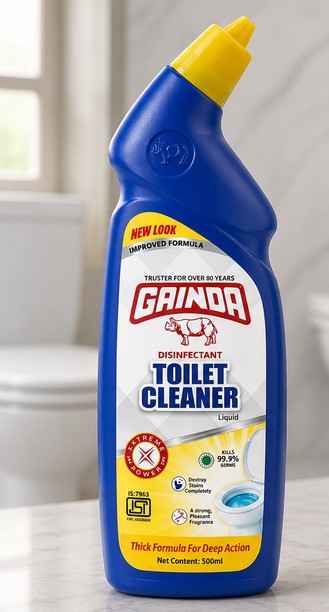 NEW LOOK
IMPROVED FORMULA
TRUSTER FOR OVER 80 YEARS
GAINDA
DISINFECTANT
TOILET
CLEANER
Liquid
EXTREME
POWER
KILLS
99.9%
GERMS
Destray
Stains
Completely
IS:7963
ISI
A strong,
Pleasant
Fragrance
Thick Formula For Deep Action
Net Content: 500ml